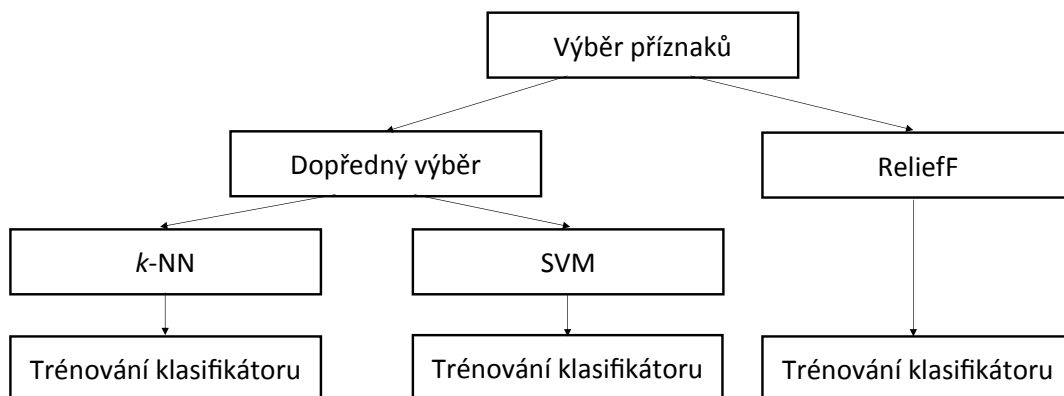 Výběr příznaků
Dopředný výběr
ReliefF
k-NN
SVM
Trénování klasifikátoru
Trénování klasifikátoru
Trénování klasifikátoru